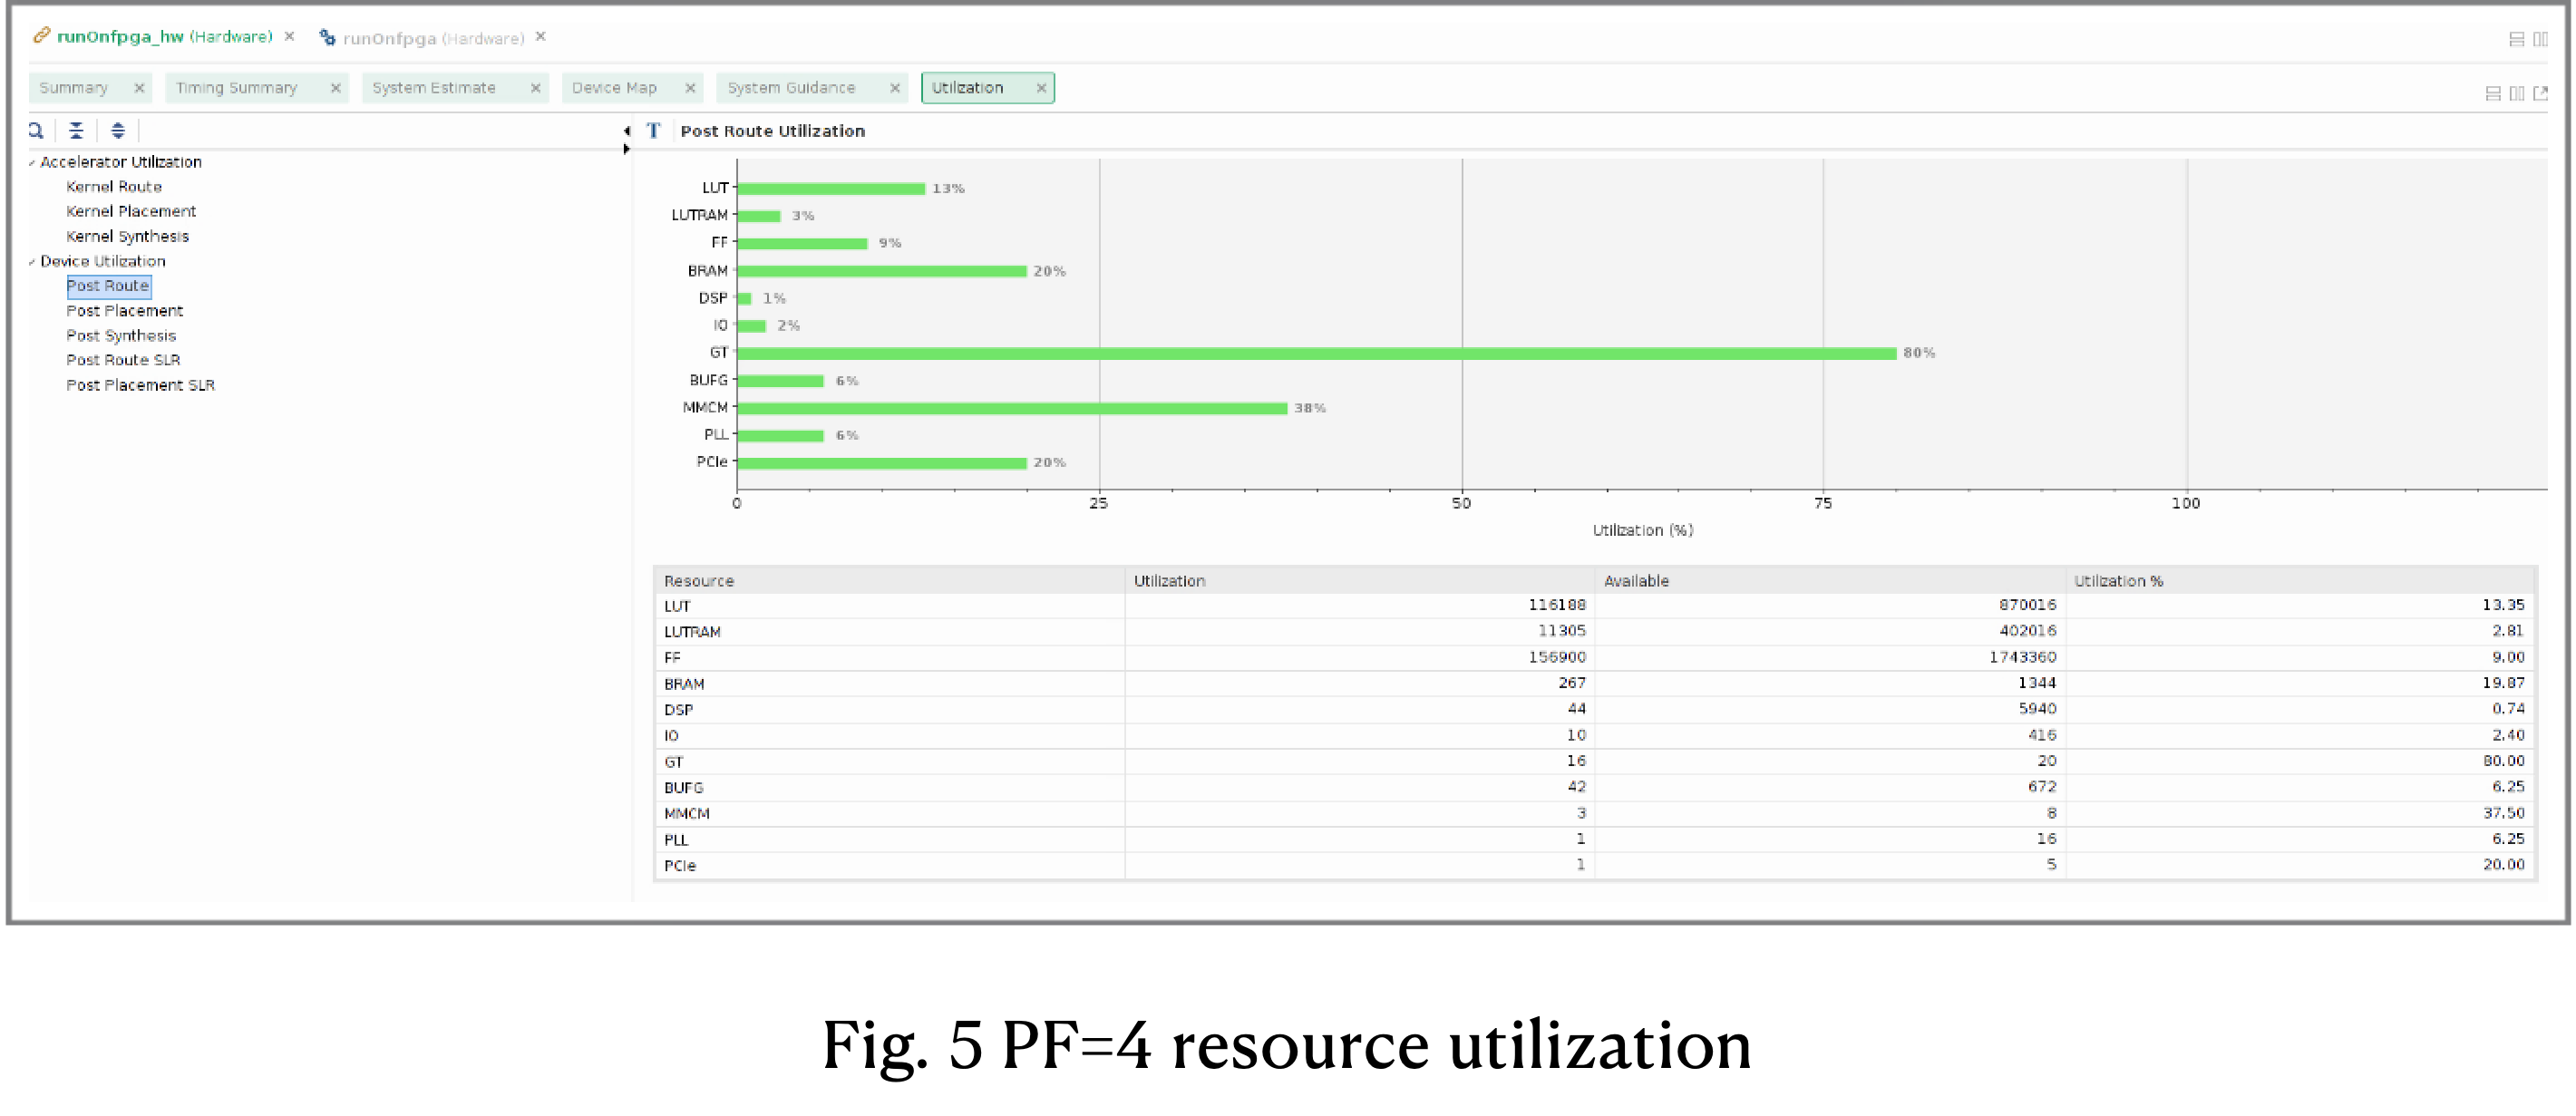 runOnfpga_hw (Hardware) × runOnfpga (Hardware) ×
Summary × Timing Summary × System Estimate × Device Map × System Guidance × Utilization ×
T Post Route Utilization
Accelerator Utilization
Kernel Route
Kernel Placement
Kernel Synthesis
Device Utilization
Post Route
Post Placement
Post Synthesis
Post Route SLR
Post Placement SLR
LUT 13%
LUTRAM 3%
FF 9%
BRAM 20%
DSP 1%
IO 2%
GT 80%
BUFG 6%
MMCM 38%
PLL 6%
PCIe 20%
0 25 50 75 100
Utilization (%)
Resource Utilization Available Utilization %
LUT 116188 870016 13.35
LUTRAM 11305 402016 2.81
FF 156900 1743360 9.00
BRAM 267 1344 19.87
DSP 44 5940 0.74
IO 10 416 2.40
GT 16 20 80.00
BUFG 42 672 6.25
MMCM 3 8 37.50
PLL 1 16 6.25
PCIe 1 5 20.00
Fig. 5 PF=4 resource utilization